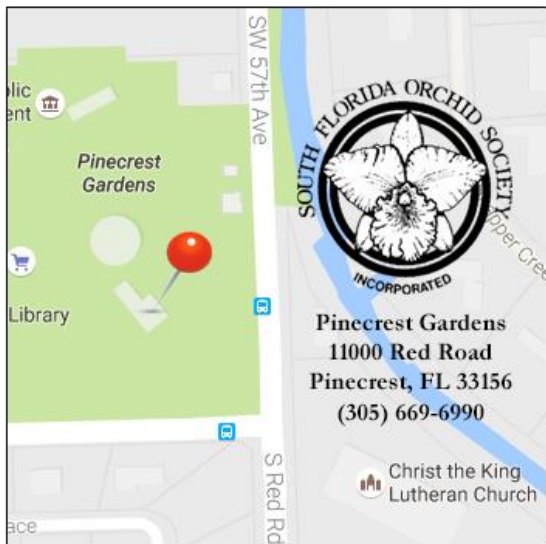 SW 57th Ave
SOUTH FLORIDA ORCHID SOCIETY
INCORPORATED
Pinecrest
Gardens
Library
Pinecrest Gardens
11000 Red Road
Pinecrest, FL 33156
(305) 669-6990
S Red Rd
Christ the King
Lutheran Church